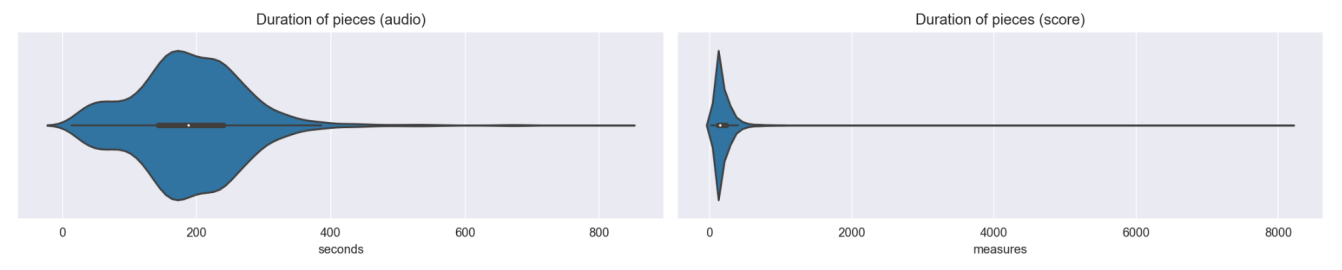 Duration of pieces (audio)
0 200 400 600 800
seconds
Duration of pieces (score)
0 2000 4000 6000 8000
measures